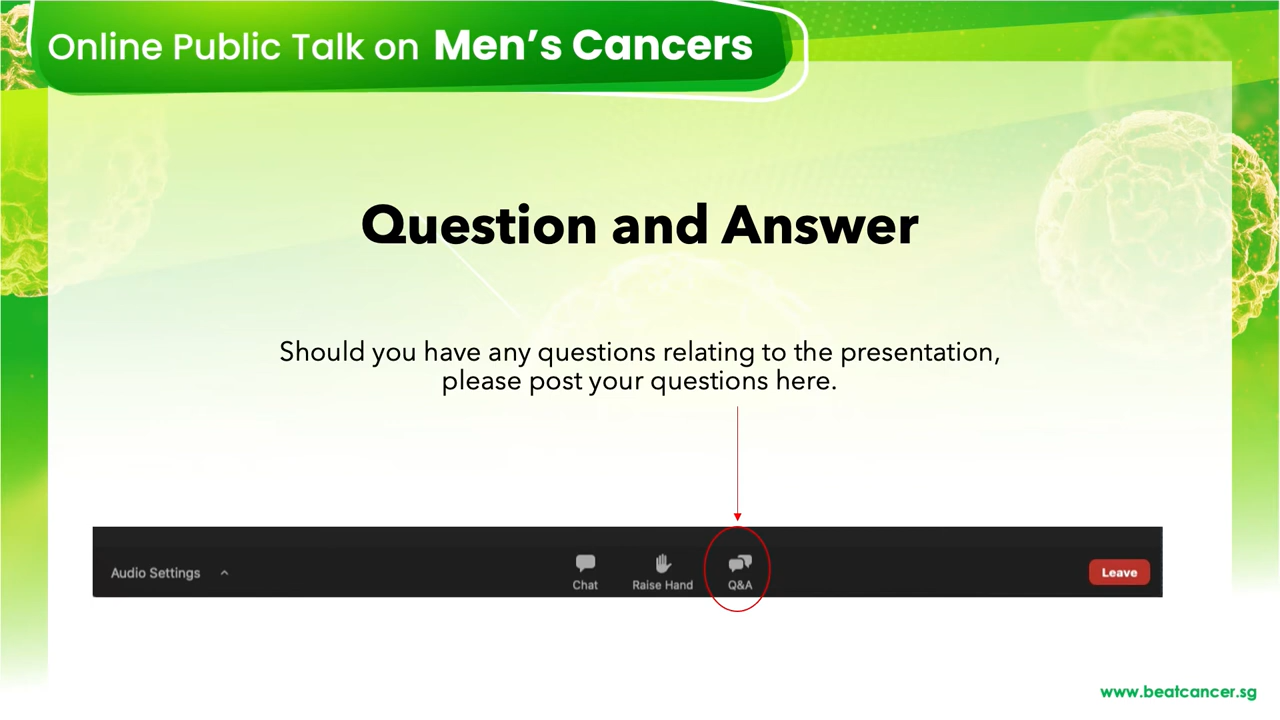 Online Public Talk on Men's Cancers
Question and Answer
Should you have any questions relating to the presentation,
please post your questions here.
Audio Settings
Chat
Raise Hand
Q&A
Leave
www.beatcancer.sg